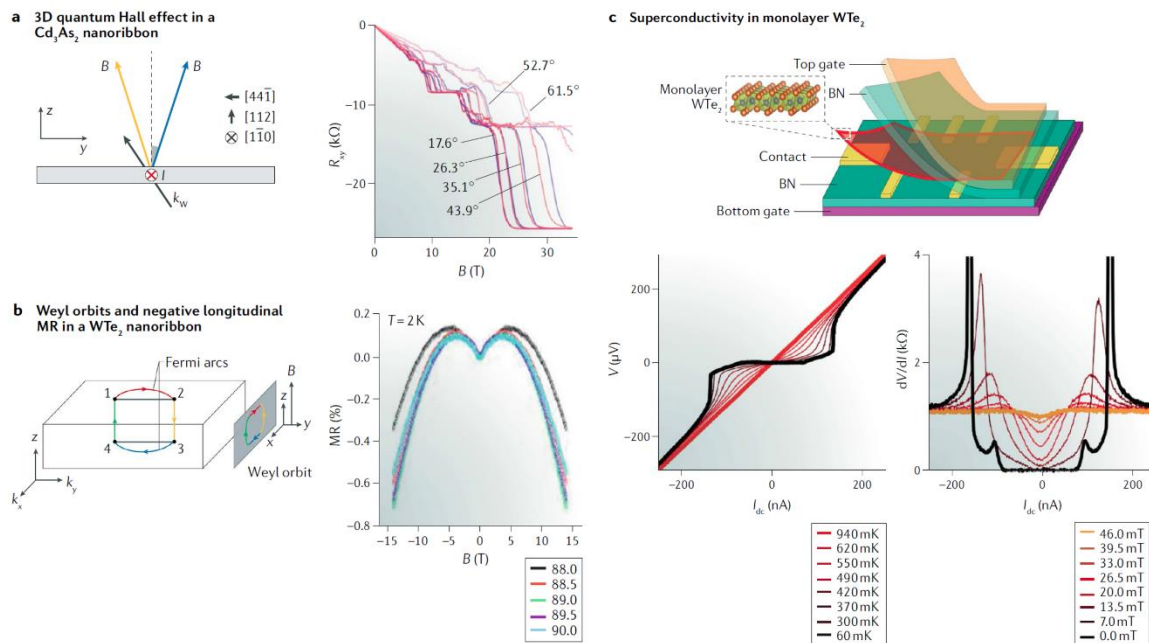 a 3D quantum Hall effect in a
Cd₃As₂ nanoribbon
B
B
z
y
[441̄]
[112]
[11̄0]
I
k_W
0
−10
−20
R_xy (kΩ)
52.7°
61.5°
17.6°
26.3°
35.1°
43.9°
0 10 20 30
B (T)
b Weyl orbits and negative longitudinal
MR in a WTe₂ nanoribbon
Fermi arcs
1 2
4 3
z
k_x
k_y
B
z
y
x
Weyl orbit
T = 2 K
0.2
0.0
−0.2
−0.4
−0.6
−0.8
MR (%)
−15 −10 −5 0 5 10 15
B (T)
88.0
88.5
89.0
89.5
90.0
c Superconductivity in monolayer WTe₂
Top gate
BN
Monolayer
WTe₂
Contact
BN
Bottom gate
200
0
−200
V (µV)
−200 0 200
I_dc (nA)
940 mK
620 mK
550 mK
490 mK
420 mK
370 mK
300 mK
60 mK
4
2
0
dV/dI (kΩ)
−200 −100 0 100 200
I_dc (nA)
46.0 mT
39.5 mT
33.0 mT
26.5 mT
20.0 mT
13.5 mT
7.0 mT
0.0 mT